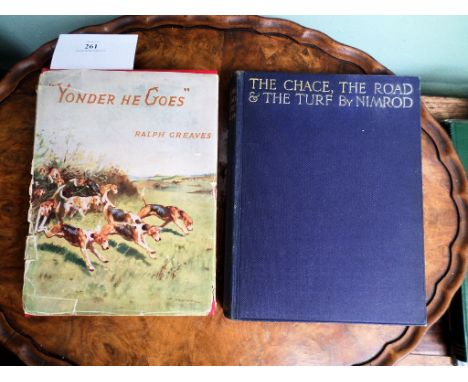 261
"YONDER HE GOES"
RALPH GREAVES
THE CHACE, THE ROAD
& THE TURF BY NIMROD